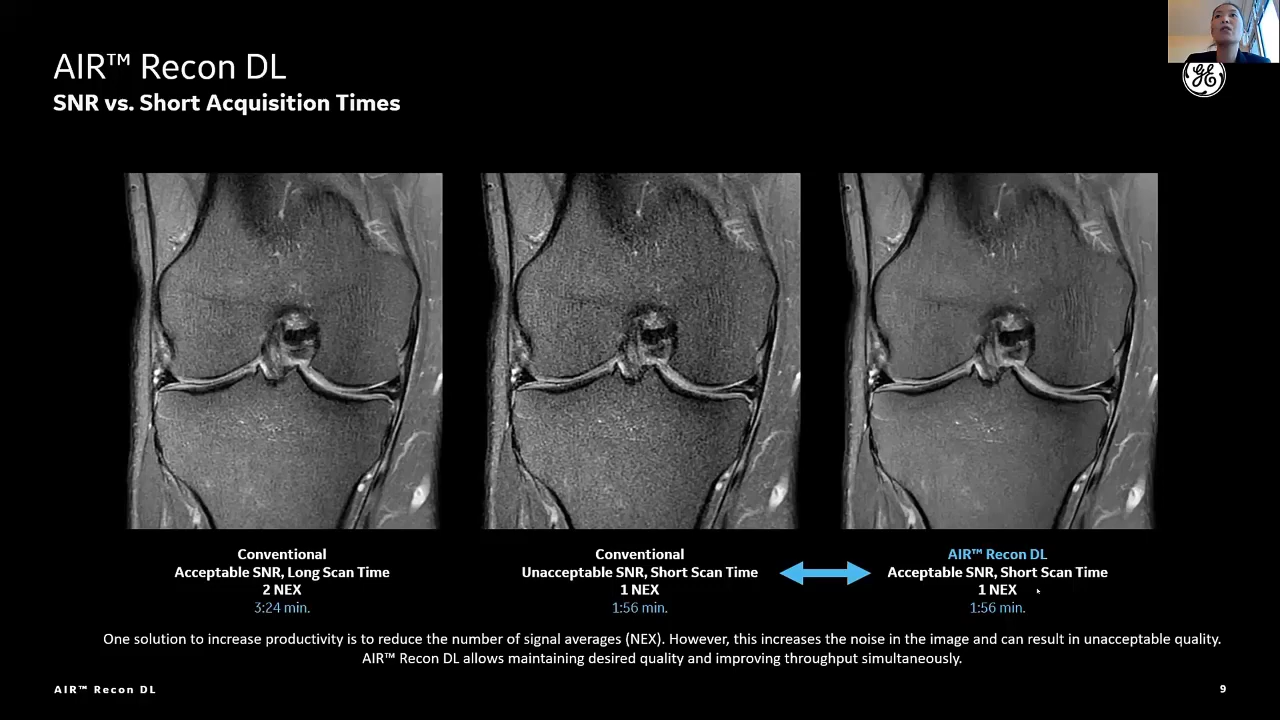 AIR™ Recon DL
SNR vs. Short Acquisition Times
GE
Conventional
Acceptable SNR, Long Scan Time
2 NEX
3:24 min.
Conventional
Unacceptable SNR, Short Scan Time
1 NEX
1:56 min.
AIR™ Recon DL
Acceptable SNR, Short Scan Time
1 NEX
1:56 min.
One solution to increase productivity is to reduce the number of signal averages (NEX). However, this increases the noise in the image and can result in unacceptable quality.
AIR™ Recon DL allows maintaining desired quality and improving throughput simultaneously.
AIR™ Recon DL
9